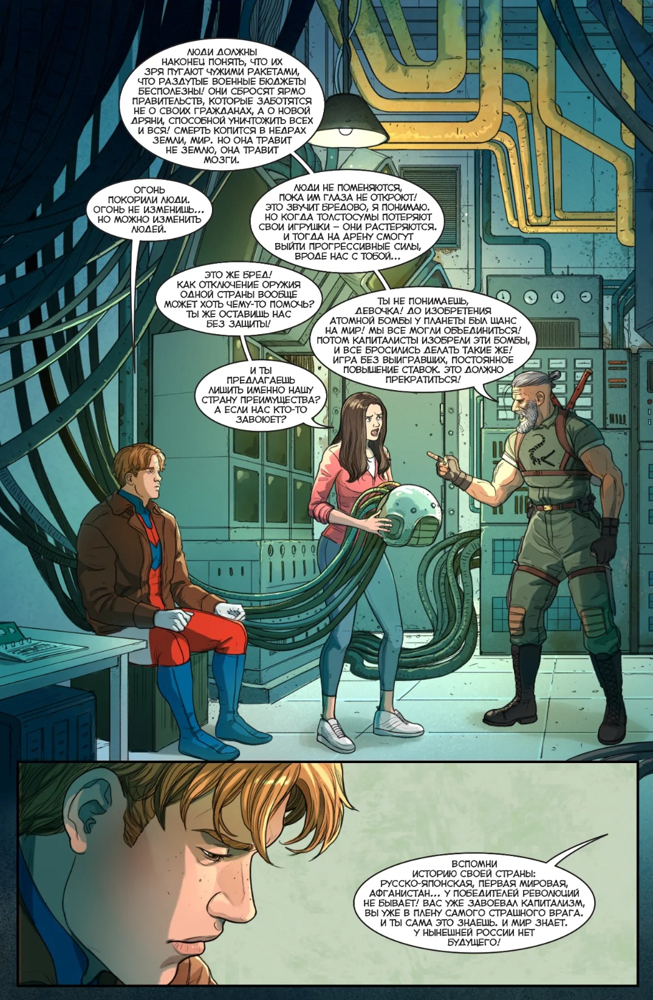 ЛЮДИ ДОЛЖНЫ
НАКОНЕЦ ПОНЯТЬ, ЧТО ИХ
ЗРЯ ПУГАЮТ ЧУЖИМИ РАКЕТАМИ,
ЧТО РАЗДУТЫЕ ВОЕННЫЕ БЮДЖЕТЫ
БЕСПОЛЕЗНЫ! ОНИ СБРОСЯТ ЯРМО
ПРАВИТЕЛЬСТВ, КОТОРЫЕ ЗАБОТЯТСЯ
НЕ О СВОИХ ГРАЖДАНАХ, А О НОВОЙ
ДРЯНИ, СПОСОБНОЙ УНИЧТОЖИТЬ ВСЕХ
И ВСЯ! СМЕРТЬ КОПИТСЯ В НЕДРАХ
ЗЕМЛИ, МИР. НО ОНА ТРАВИТ
НЕ ЗЕМЛЮ, ОНА ТРАВИТ
МОЗГИ.
ОГОНЬ
ПОКОРИЛИ ЛЮДИ.
ОГОНЬ НЕ ИЗМЕНИШЬ...
НО МОЖНО ИЗМЕНИТЬ
ЛЮДЕЙ.
ЛЮДИ НЕ ПОМЕНЯЮТСЯ,
ПОКА ИМ ГЛАЗА НЕ ОТКРОЮТ!
ЭТО ЗВУЧИТ БРЕДОВО, Я ПОНИМАЮ.
НО КОГДА ТОЛСТОСУМЫ ПОТЕРЯЮТ
СВОИ ИГРУШКИ – ОНИ РАСТЕРЯЮТСЯ.
И ТОГДА НА АРЕНУ СМОГУТ
ВЫЙТИ ПРОГРЕССИВНЫЕ СИЛЫ,
ВРОДЕ НАС С ТОБОЙ...
ЭТО ЖЕ БРЕД!
КАК ОТКЛЮЧЕНИЕ ОРУЖИЯ
ОДНОЙ СТРАНЫ ВООБЩЕ
МОЖЕТ ХОТЬ ЧЕМУ-ТО ПОМОЧЬ?
ТЫ ЖЕ ОСТАВИШЬ НАС
БЕЗ ЗАЩИТЫ!
И ТЫ
ПРЕДЛАГАЕШЬ
ЛИШИТЬ ИМЕННО НАШУ
СТРАНУ ПРЕИМУЩЕСТВА?
А ЕСЛИ НАС КТО-ТО
ЗАВОЮЕТ?
ТЫ НЕ ПОНИМАЕШЬ,
ДЕВОЧКА! ДО ИЗОБРЕТЕНИЯ
АТОМНОЙ БОМБЫ У ПЛАНЕТЫ БЫЛ ШАНС
НА МИР! МЫ ВСЕ МОГЛИ ОБЪЕДИНИТЬСЯ!
ПОТОМ КАПИТАЛИСТЫ ИЗОБРЕЛИ ЭТИ БОМБЫ,
И ВСЕ БРОСИЛИСЬ ДЕЛАТЬ ТАКИЕ ЖЕ!
ИГРА БЕЗ ВЫИГРАВШИХ, ПОСТОЯННОЕ
ПОВЫШЕНИЕ СТАВОК. ЭТО ДОЛЖНО
ПРЕКРАТИТЬСЯ!
ВСПОМНИ
ИСТОРИЮ СВОЕЙ СТРАНЫ:
РУССКО-ЯПОНСКАЯ, ПЕРВАЯ МИРОВАЯ,
АФГАНИСТАН... У ПОБЕДИТЕЛЕЙ РЕВОЛЮЦИЙ
НЕ БЫВАЕТ! ВАС УЖЕ ЗАВОЕВАЛ КАПИТАЛИЗМ,
ВЫ УЖЕ В ПЛЕНУ САМОГО СТРАШНОГО ВРАГА.
И ТЫ САМА ЭТО ЗНАЕШЬ. И МИР ЗНАЕТ.
У НЫНЕШНЕЙ РОССИИ НЕТ
БУДУЩЕГО!